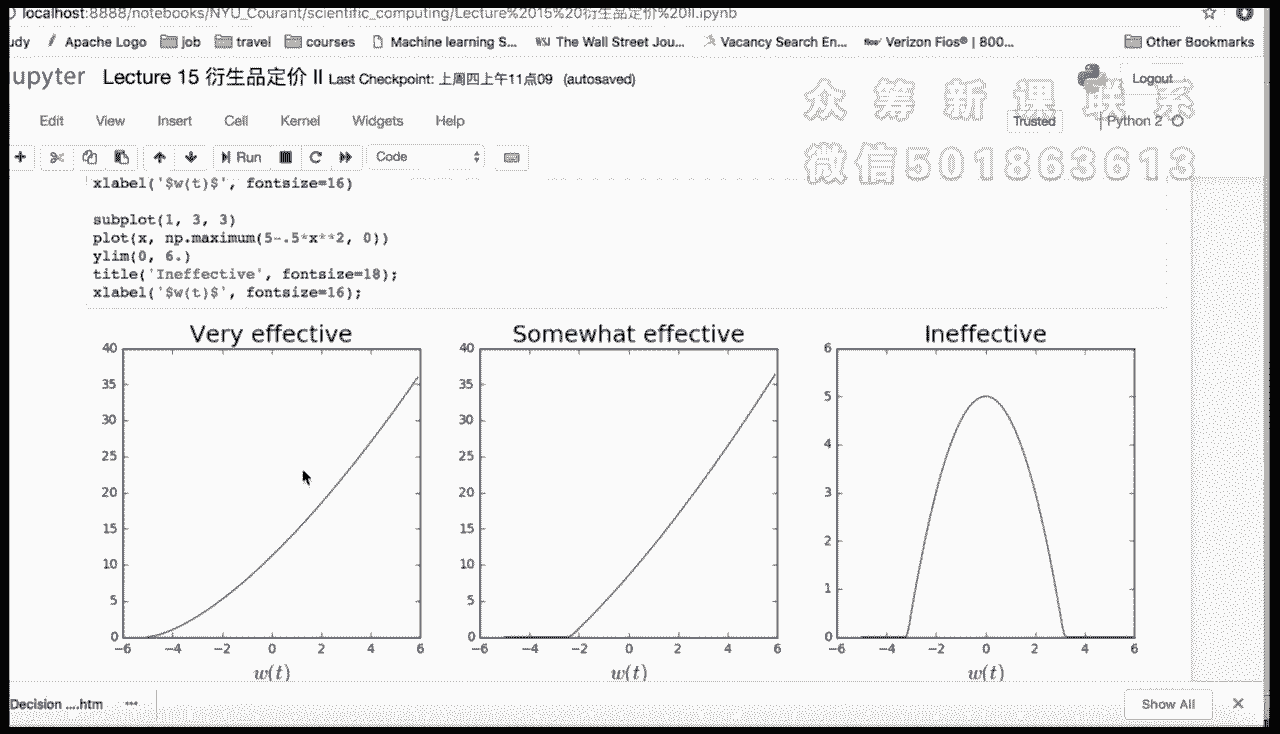 localhost:8888/notebooks/NYU_Courant/scientific_computing/Lecture%2015%20衍生品定价%20II.ipynb
udy Apache Logo job travel courses Machine learning S... WSJ The Wall Street Jou... Vacancy Search En... Verizon Fios® | 800... Other Bookmarks
upyter Lecture 15 衍生品定价 II Last Checkpoint: 上周四上午11点09 (autosaved) Logout
众筹新课联系
Edit View Insert Cell Kernel Widgets Help Trusted Python 2
Run Code
微信501863613
xlabel('$w(t)$', fontsize=16)
subplot(1, 3, 3)
plot(x, np.maximum(5-.5*x**2, 0))
ylim(0, 6.)
title('Ineffective', fontsize=18);
xlabel('$w(t)$', fontsize=16);
Very effective
40
35
30
25
20
15
10
5
0
−6 −4 −2 0 2 4 6
w(t)
Somewhat effective
40
35
30
25
20
15
10
5
0
−6 −4 −2 0 2 4 6
w(t)
Ineffective
6
5
4
3
2
1
0
−6 −4 −2 0 2 4 6
w(t)
Decision ....htm Show All